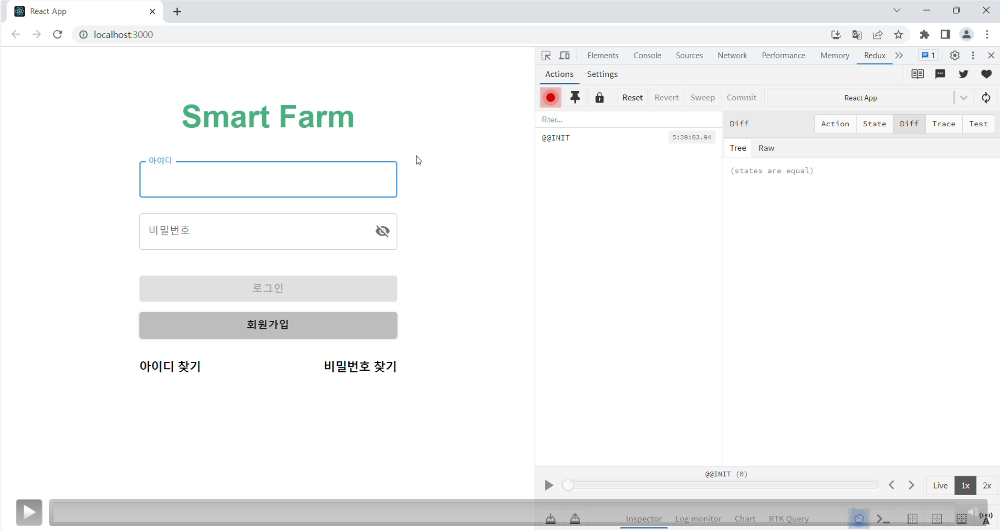 React App
localhost:3000
Elements Console Sources Network Performance Memory Redux 1
Actions Settings
Reset Revert Sweep Commit React App
Smart Farm
아이디
비밀번호
로그인
회원가입
아이디 찾기 비밀번호 찾기
filter...
@@INIT 5:39:03.94
Diff Action State Diff Trace Test
Tree Raw
(states are equal)
@@INIT (0)
Live 1x 2x
Inspector Log monitor Chart RTK Query